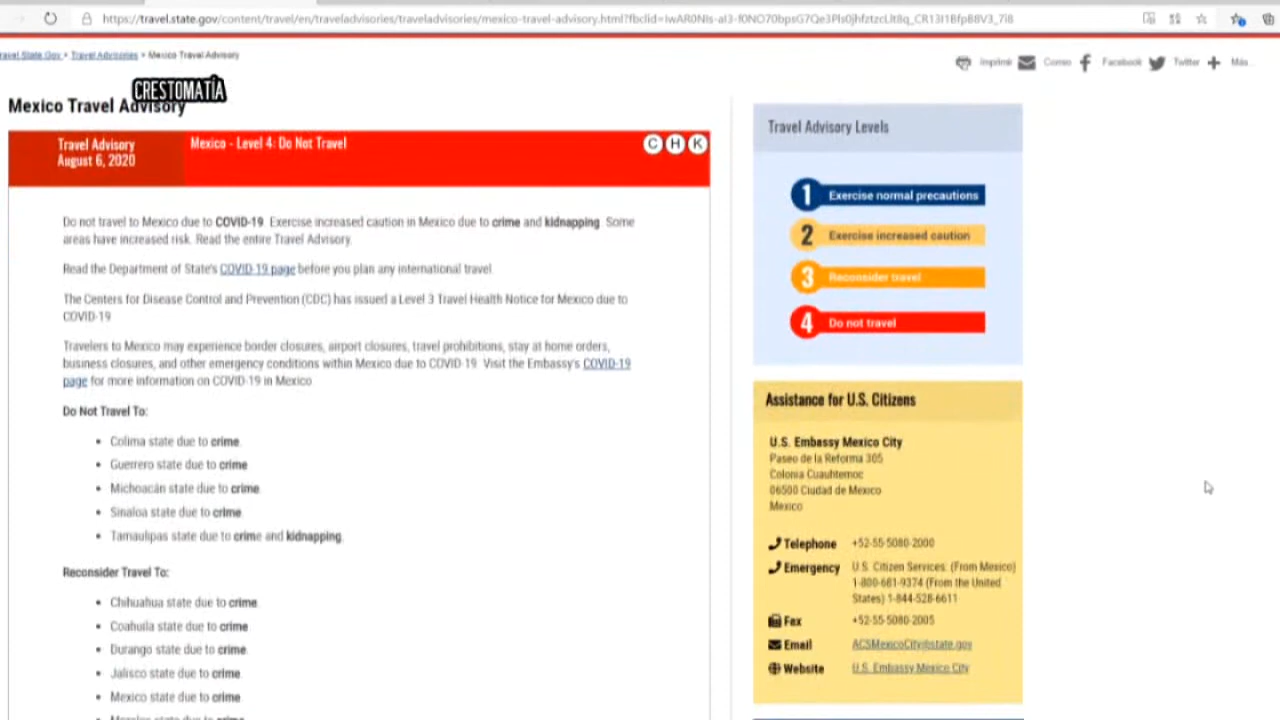 https://travel.state.gov/content/travel/en/traveladvisories/traveladvisories/mexico-travel-advisory.html
Travel.State.Gov > Travel Advisories > Mexico Travel Advisory
Imprimir Correo Facebook Twitter Más...
CRESTOMATÍA
Mexico Travel Advisory
Travel Advisory
August 6, 2020
Mexico - Level 4: Do Not Travel
C H K
Do not travel to Mexico due to COVID-19. Exercise increased caution in Mexico due to crime and kidnapping. Some
areas have increased risk. Read the entire Travel Advisory.
Read the Department of State's COVID-19 page before you plan any international travel.
The Centers for Disease Control and Prevention (CDC) has issued a Level 3 Travel Health Notice for Mexico due to
COVID-19.
Travelers to Mexico may experience border closures, airport closures, travel prohibitions, stay at home orders,
business closures, and other emergency conditions within Mexico due to COVID-19. Visit the Embassy's COVID-19
page for more information on COVID-19 in Mexico.
Do Not Travel To:
• Colima state due to crime.
• Guerrero state due to crime.
• Michoacán state due to crime.
• Sinaloa state due to crime.
• Tamaulipas state due to crime and kidnapping.
Reconsider Travel To:
• Chihuahua state due to crime.
• Coahuila state due to crime.
• Durango state due to crime.
• Jalisco state due to crime.
• Mexico state due to crime.
• Morelos state due to crime.
Travel Advisory Levels
1 Exercise normal precautions
2 Exercise increased caution
3 Reconsider travel
4 Do not travel
Assistance for U.S. Citizens
U.S. Embassy Mexico City
Paseo de la Reforma 305
Colonia Cuauhtemoc
06500 Ciudad de Mexico
Mexico
Telephone +52-55-5080-2000
Emergency U.S. Citizen Services: (From Mexico)
1-800-681-9374 (From the United
States) 1-844-528-6611
Fax +52-55-5080-2005
Email ACSMexicoCity@state.gov
Website U.S. Embassy Mexico City